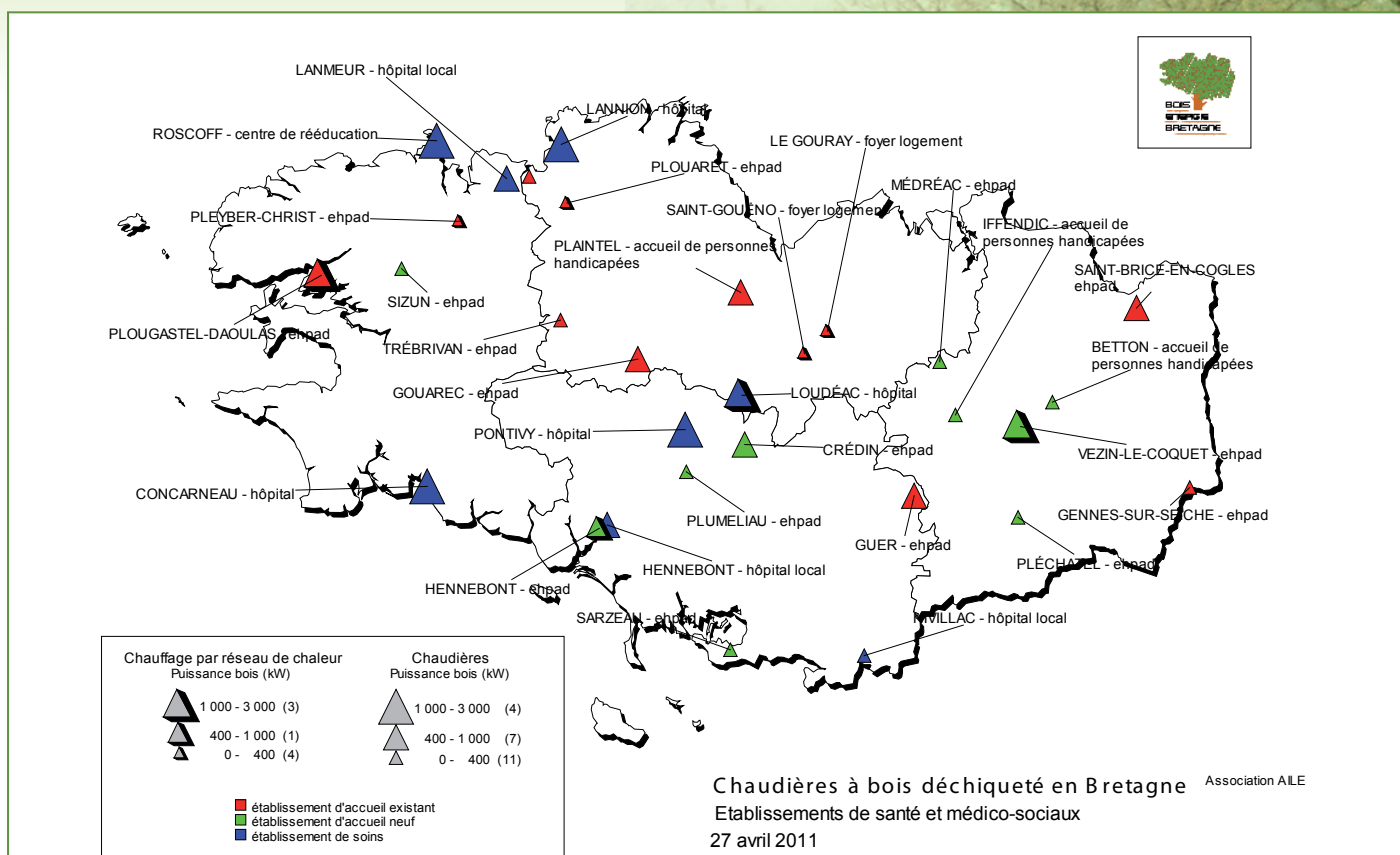 LANMEUR - hôpital local
LANNION - hôpital
ROSCOFF - centre de rééducation
LE GOURAY - foyer logement
PLOUARET - ehpad
MÉDRÉAC - ehpad
PLEYBER-CHRIST - ehpad
SAINT-GOUËNO - foyer logement
IFFENDIC - accueil de
personnes handicapées
PLAINTEL - accueil de personnes
handicapées
SAINT-BRICE-EN-COGLES
ehpad
SIZUN - ehpad
PLOUGASTEL-DAOULAS - ehpad
TRÉBRIVAN - ehpad
BETTON - accueil de
personnes handicapées
GOUAREC - ehpad
LOUDÉAC - hôpital
PONTIVY - hôpital
CRÉDIN - ehpad
VEZIN-LE-COQUET - ehpad
CONCARNEAU - hôpital
PLUMELIAU - ehpad
GENNES-SUR-SEICHE - ehpad
GUER - ehpad
PLÉCHATEL - ehpad
HENNEBONT - hôpital local
HENNEBONT - ehpad
SARZEAU - ehpad
NIVILLAC - hôpital local
BOIS
ENERGIE
BRETAGNE
Chauffage par réseau de chaleur
Puissance bois (kW)
1 000 - 3 000 (3)
400 - 1 000 (1)
0 - 400 (4)
Chaudières
Puissance bois (kW)
1 000 - 3 000 (4)
400 - 1 000 (7)
0 - 400 (11)
établissement d'accueil existant
établissement d'accueil neuf
établissement de soins
Chaudières à bois déchiqueté en Bretagne
Association AILE
Etablissements de santé et médico-sociaux
27 avril 2011